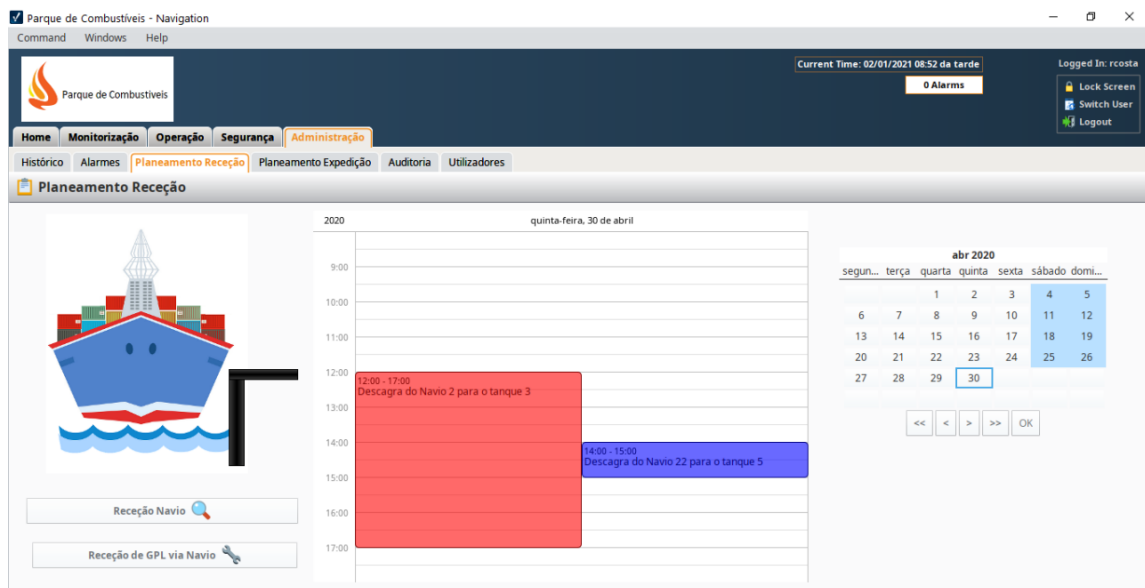 Parque de Combustíveis - Navigation
Command Windows Help
Parque de Combustiveis
Current Time: 02/01/2021 08:52 da tarde
0 Alarms
Logged In: rcosta
Lock Screen
Switch User
Logout
Home Monitorização Operação Segurança Administração
Histórico Alarmes Planeamento Receção Planeamento Expedição Auditoria Utilizadores
Planeamento Receção
2020 quinta-feira, 30 de abril
9:00
10:00
11:00
12:00
13:00
14:00
15:00
16:00
17:00
12:00 - 17:00
Descagra do Navio 2 para o tanque 3
14:00 - 15:00
Descagra do Navio 22 para o tanque 5
abr 2020
segun... terça quarta quinta sexta sábado domi...
1 2 3 4 5
6 7 8 9 10 11 12
13 14 15 16 17 18 19
20 21 22 23 24 25 26
27 28 29 30
<< < > >> OK
Receção Navio
Receção de GPL via Navio